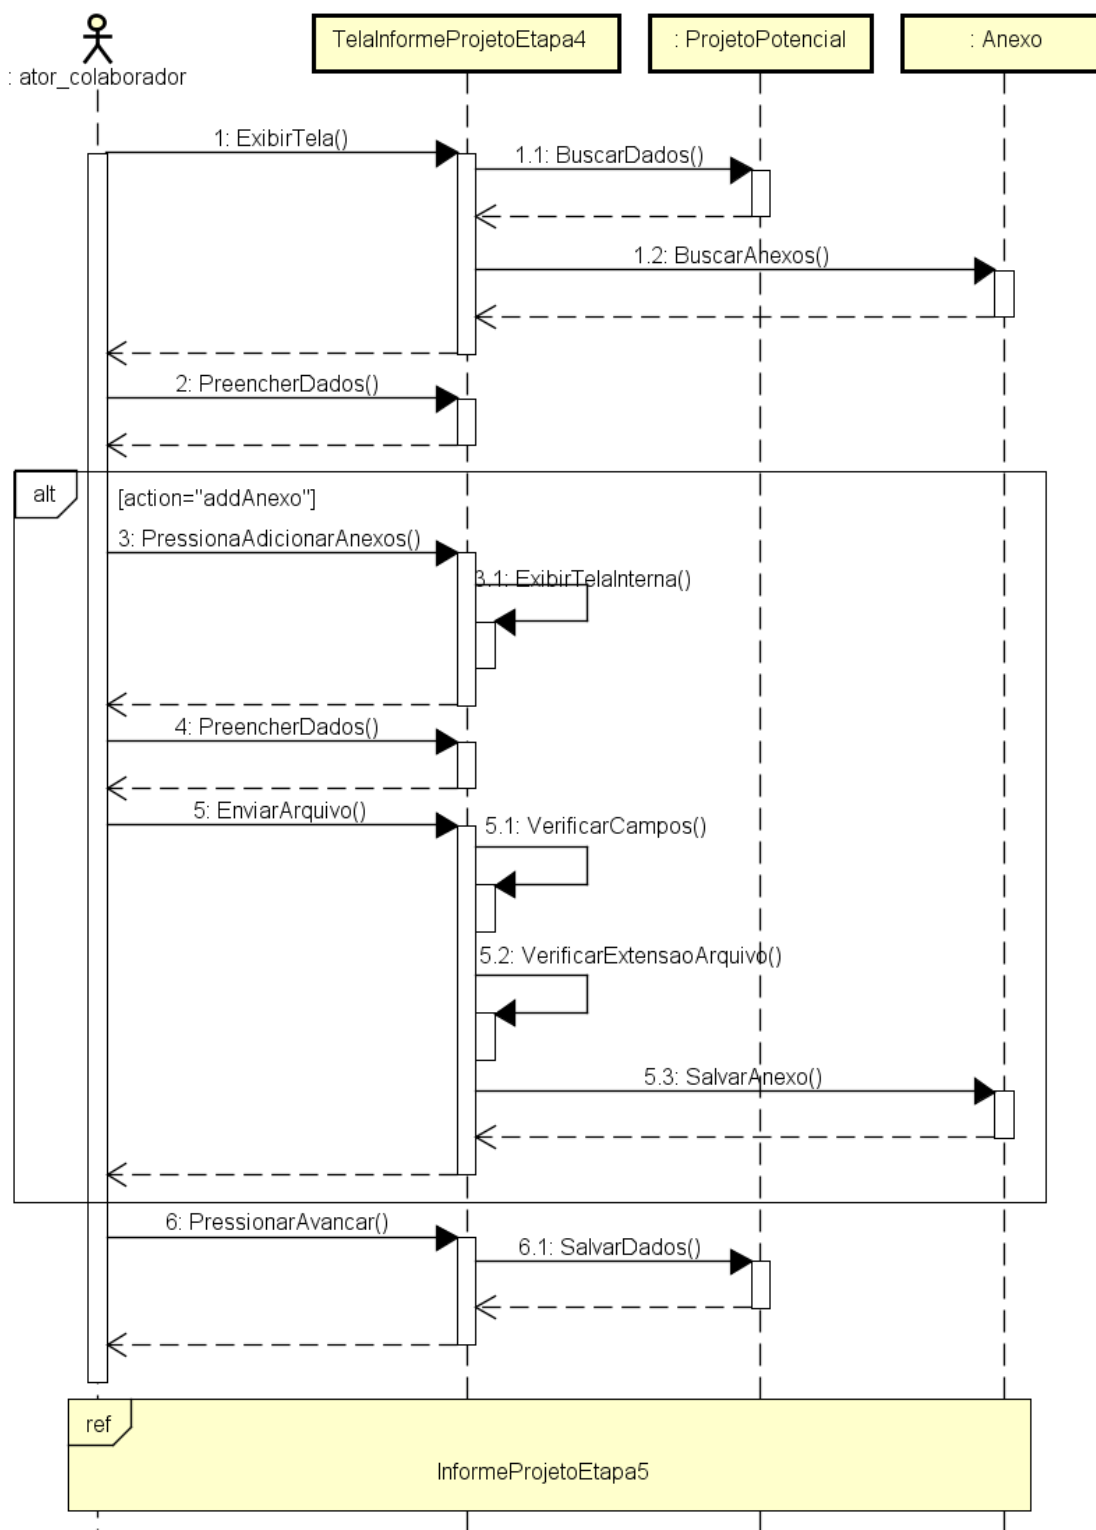 TelaInformeProjetoEtapa4
: ProjetoPotencial
: Anexo
: ator_colaborador
1: ExibirTela()
1.1: BuscarDados()
1.2: BuscarAnexos()
2: PreencherDados()
alt
[action="addAnexo"]
3: PressionaAdicionarAnexos()
3.1: ExibirTelaInterna()
4: PreencherDados()
5: EnviarArquivo()
5.1: VerificarCampos()
5.2: VerificarExtensaoArquivo()
5.3: SalvarAnexo()
6: PressionarAvancar()
6.1: SalvarDados()
ref
InformeProjetoEtapa5